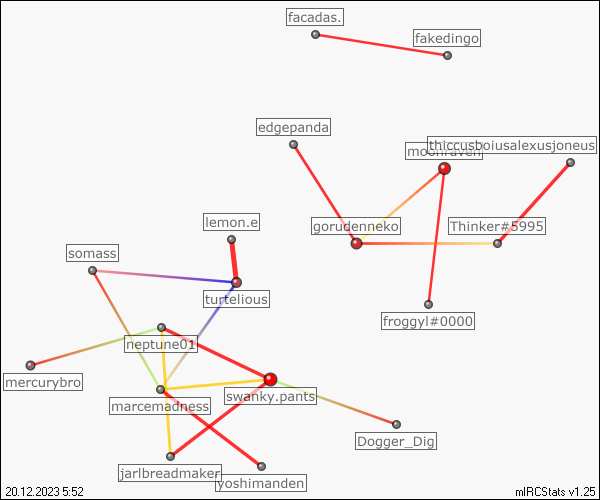 facadas.
fakedingo
edgepanda
thiccusboiusalexusjoneus
moonraven
lemon.e
gorudenneko
Thinker#5995
somass
turtelious
froggyl#0000
neptune01
mercurybro
marcemadness
swanky.pants
Dogger_Dig
jarlbreadmaker
yoshimanden
20.12.2023 5:52
mIRCStats v1.25